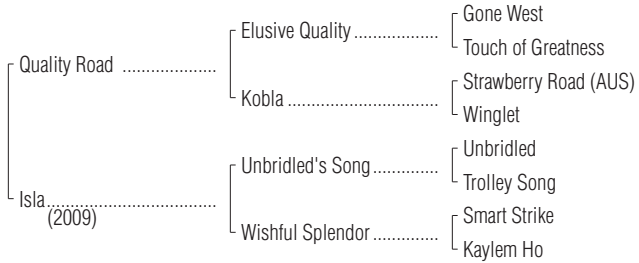 Gone West
Elusive Quality
Touch of Greatness
Quality Road
Strawberry Road (AUS)
Kobla
Winglet
Unbridled
Unbridled's Song
Trolley Song
Isla
(2009)
Smart Strike
Wishful Splendor
Kaylem Ho